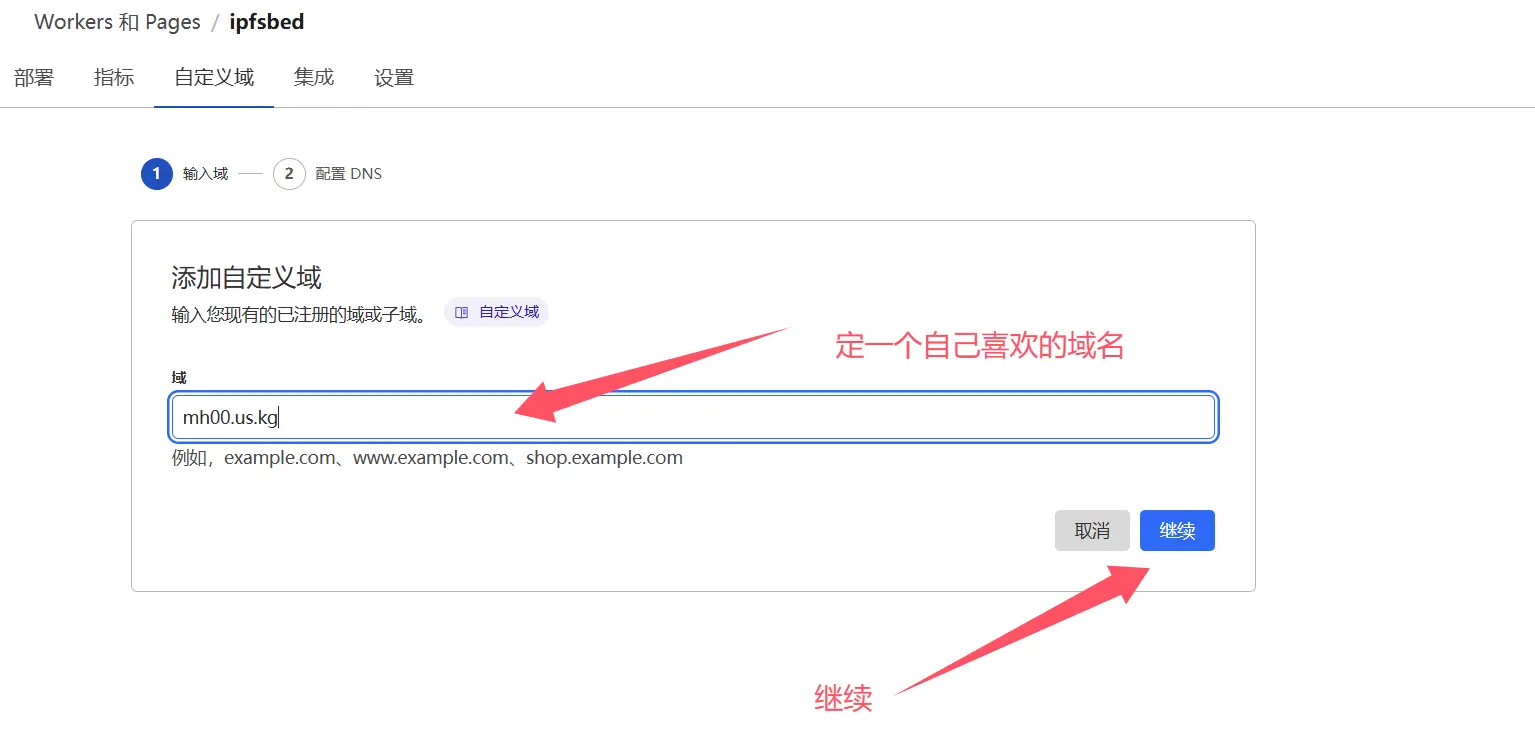 Workers 和 Pages / ipfsbed
部署 指标 自定义域 集成 设置
1 输入域 2 配置 DNS
添加自定义域
输入您现有的已注册的域或子域。 自定义域
定一个自己喜欢的域名
域
mh00.us.kg
例如，example.com、www.example.com、shop.example.com
取消 继续
继续